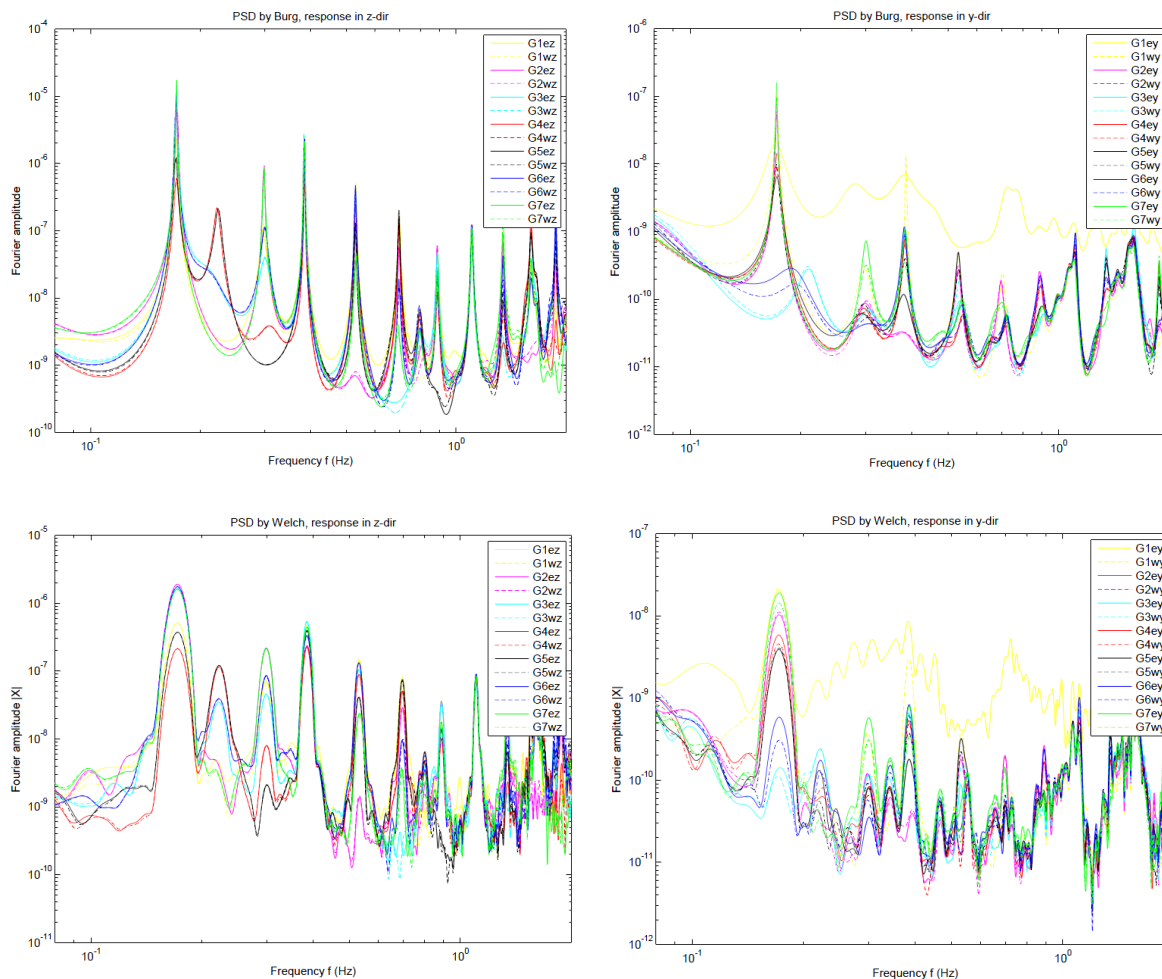 PSD by Burg, response in z-dir
10^-4
10^-5
10^-6
10^-7
10^-8
10^-9
10^-10
Fourier amplitude
10^-1
10^0
Frequency f (Hz)
G1ez
G1wz
G2ez
G2wz
G3ez
G3wz
G4ez
G4wz
G5ez
G5wz
G6ez
G6wz
G7ez
G7wz
PSD by Burg, response in y-dir
10^-6
10^-7
10^-8
10^-9
10^-10
10^-11
10^-12
Fourier amplitude
10^-1
10^0
Frequency f (Hz)
G1ey
G1wy
G2ey
G2wy
G3ey
G3wy
G4ey
G4wy
G5ey
G5wy
G6ey
G6wy
G7ey
G7wy
PSD by Welch, response in z-dir
10^-5
10^-6
10^-7
10^-8
10^-9
10^-10
10^-11
Fourier amplitude |X|
10^-1
10^0
Frequency f (Hz)
G1ez
G1wz
G2ez
G2wz
G3ez
G3wz
G4ez
G4wz
G5ez
G5wz
G6ez
G6wz
G7ez
G7wz
PSD by Welch, response in y-dir
10^-7
10^-8
10^-9
10^-10
10^-11
10^-12
Fourier amplitude |X|
10^-1
10^0
Frequency f (Hz)
G1ey
G1wy
G2ey
G2wy
G3ey
G3wy
G4ey
G4wy
G5ey
G5wy
G6ey
G6wy
G7ey
G7wy